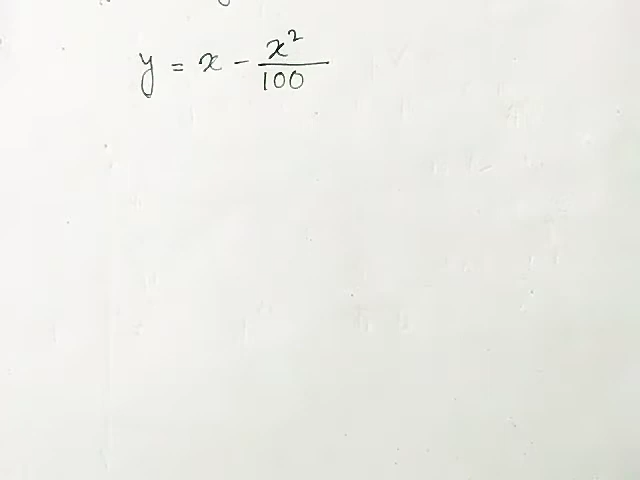 y = x - x²/100